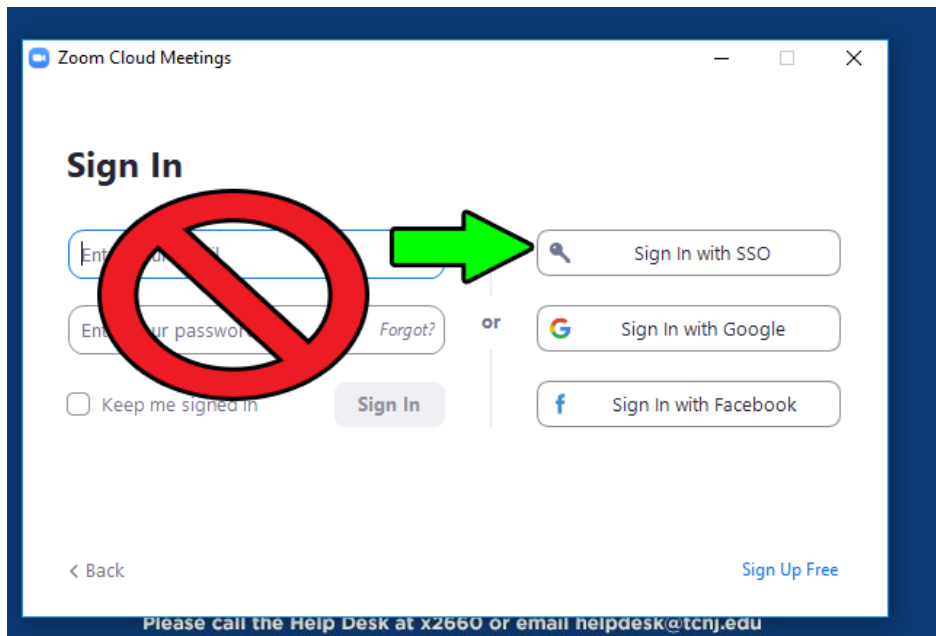 Zoom Cloud Meetings
Sign In
Forgot?
Keep me signed in
Sign In
or
Sign In with SSO
Sign In with Google
Sign In with Facebook
< Back
Sign Up Free
Please call the Help Desk at x2660 or email helpdesk@tcnj.edu